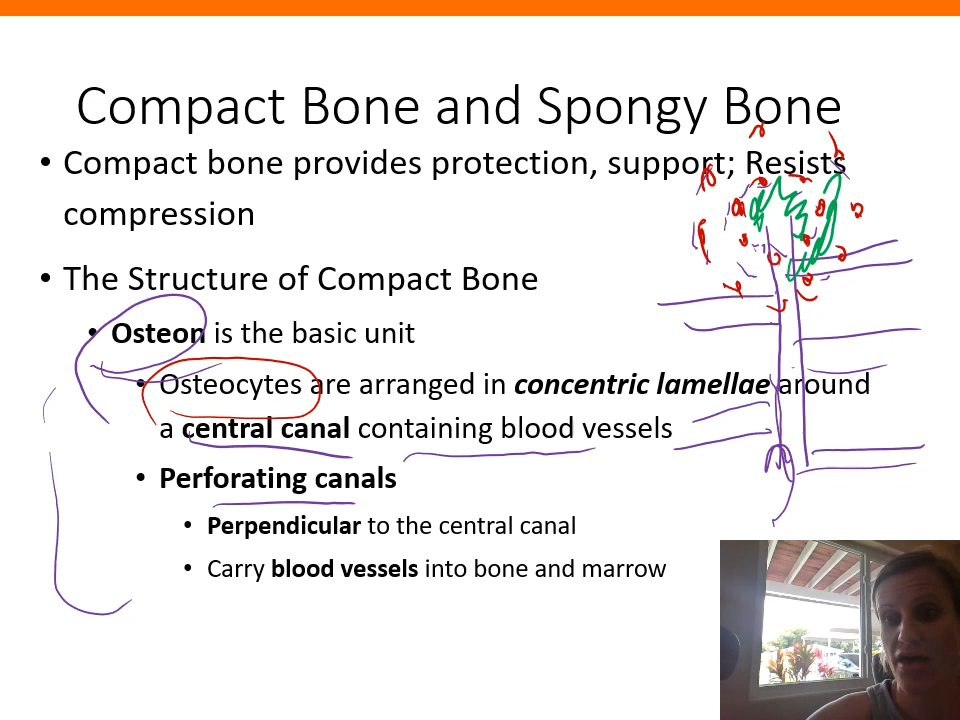 Compact Bone and Spongy Bone
• Compact bone provides protection, support; Resists
compression
• The Structure of Compact Bone
• Osteon is the basic unit
• Osteocytes are arranged in concentric lamellae around
a central canal containing blood vessels
• Perforating canals
• Perpendicular to the central canal
• Carry blood vessels into bone and marrow